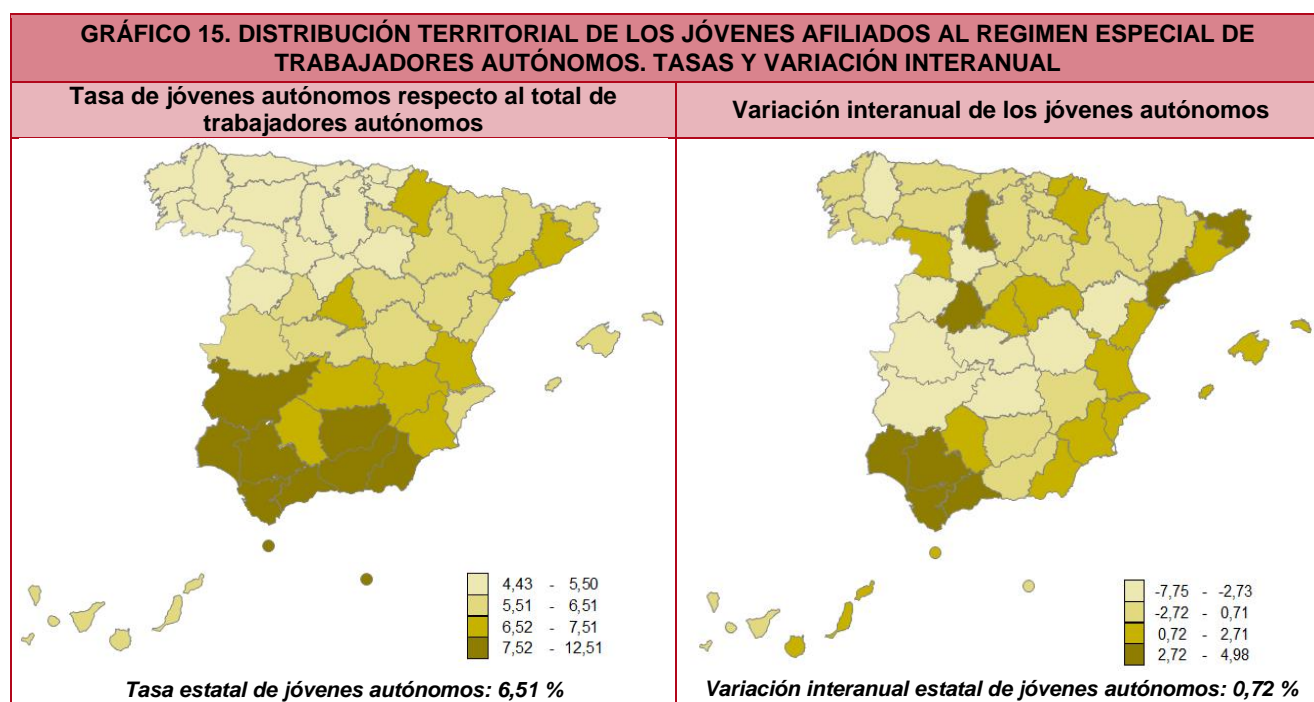 GRÁFICO 15. DISTRIBUCIÓN TERRITORIAL DE LOS JÓVENES AFILIADOS AL REGIMEN ESPECIAL DE
TRABAJADORES AUTÓNOMOS. TASAS Y VARIACIÓN INTERANUAL
Tasa de jóvenes autónomos respecto al total de
trabajadores autónomos
4,43 - 5,50
5,51 - 6,51
6,52 - 7,51
7,52 - 12,51
Tasa estatal de jóvenes autónomos: 6,51 %
Variación interanual de los jóvenes autónomos
-7,75 - -2,73
-2,72 - 0,71
0,72 - 2,71
2,72 - 4,98
Variación interanual estatal de jóvenes autónomos: 0,72 %